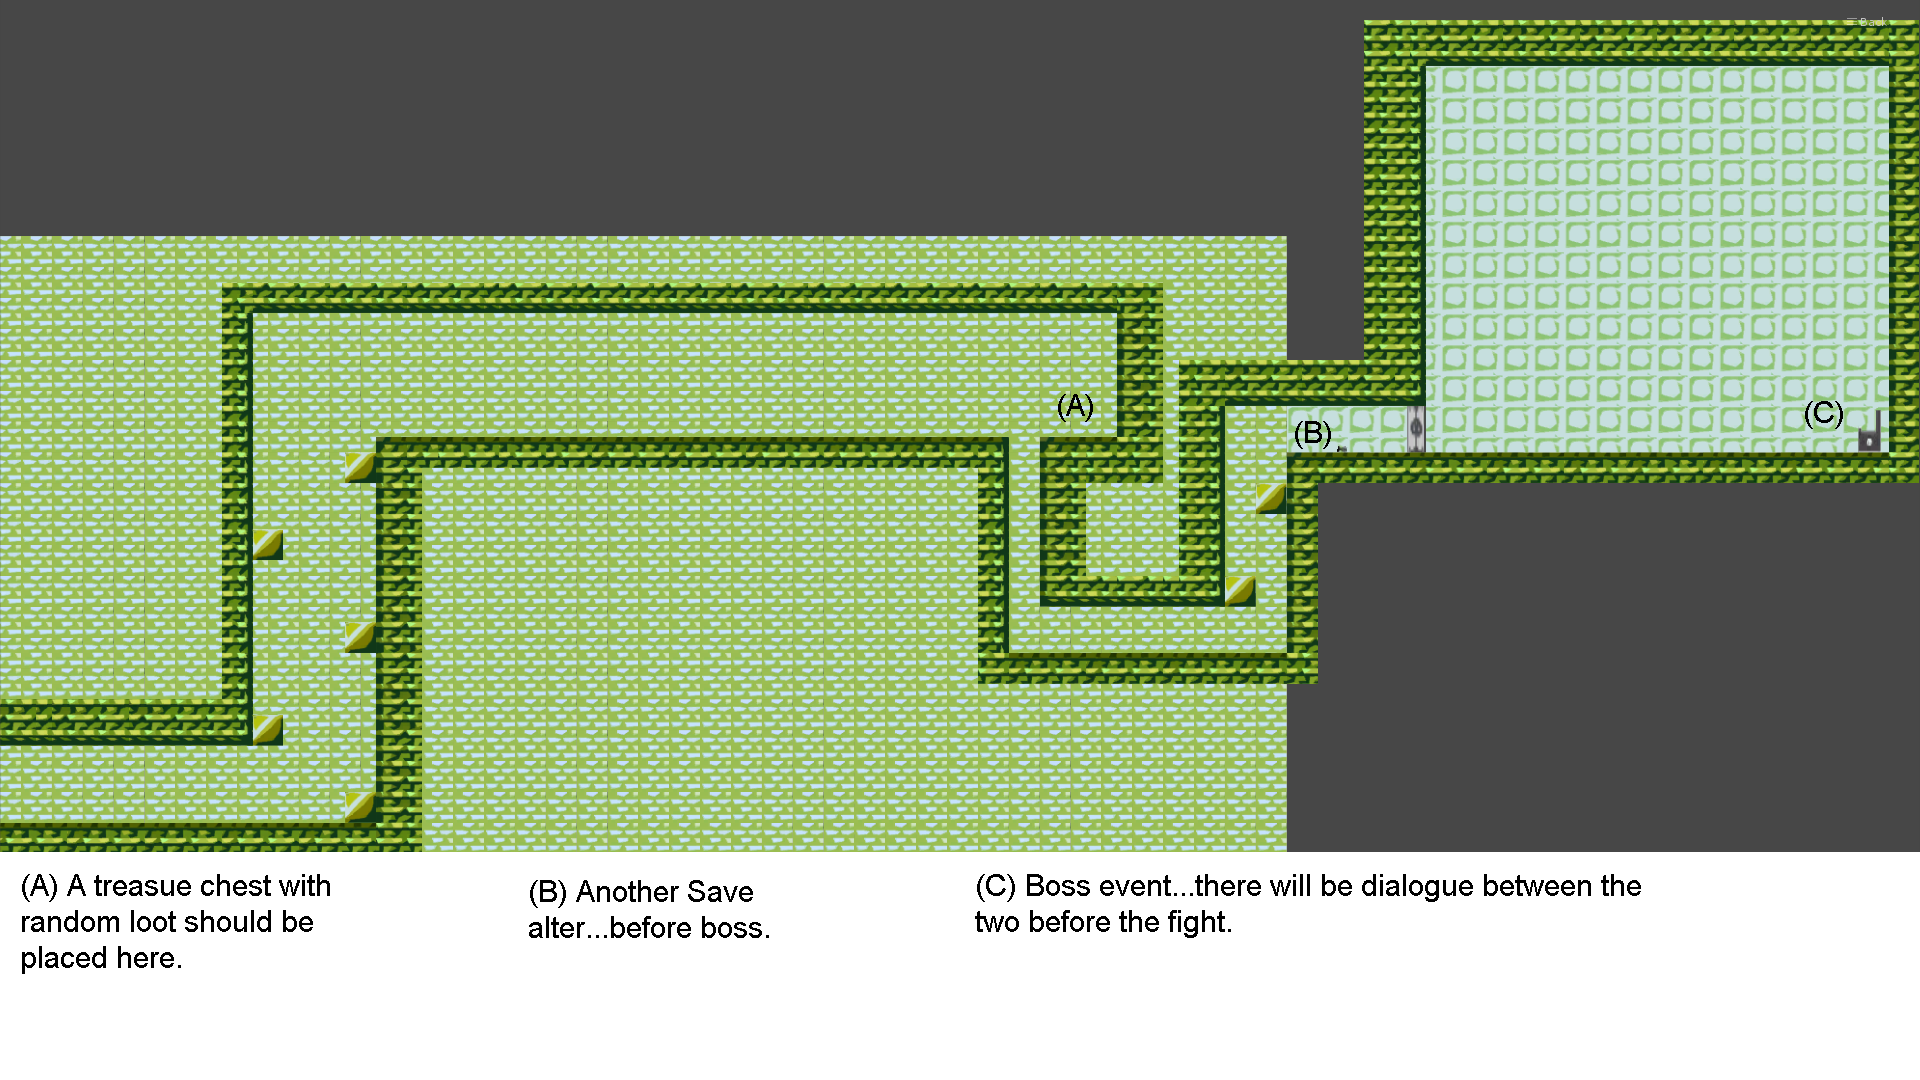 ≡ Back
(A)
(B)
(C)
(A) A treasue chest with
random loot should be
placed here.
(B) Another Save
alter...before boss.
(C) Boss event...there will be dialogue between the
two before the fight.